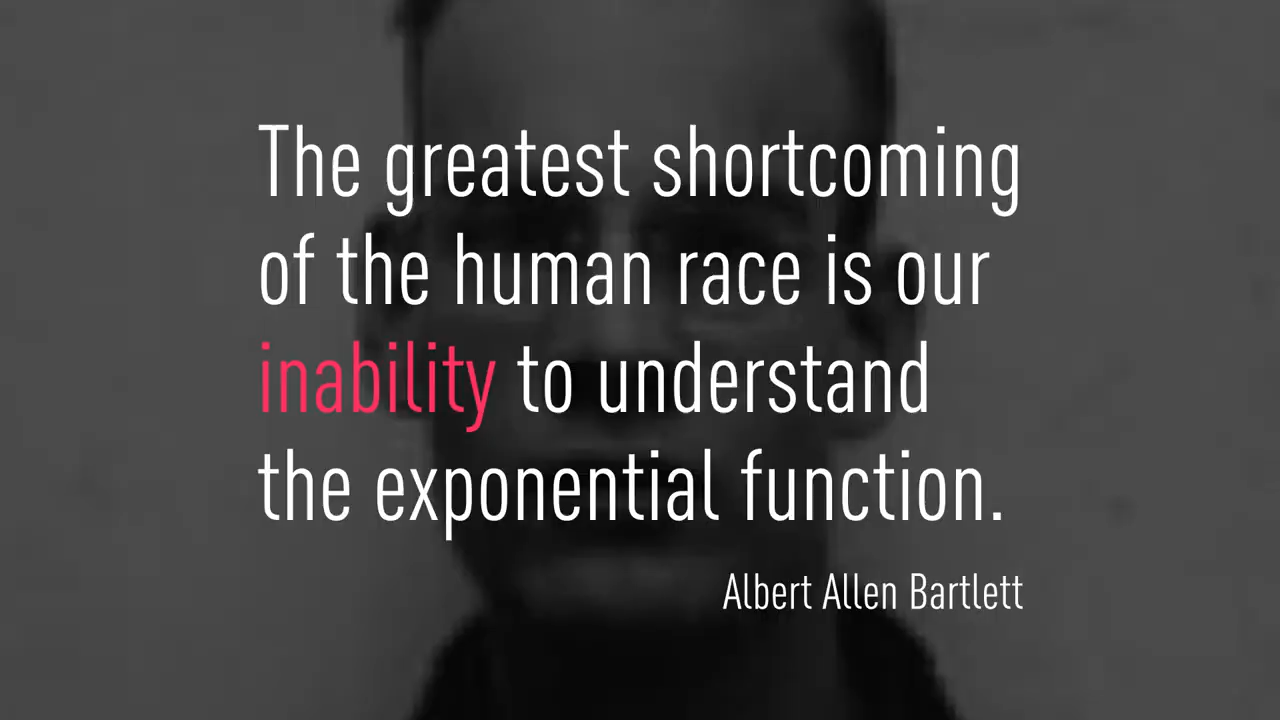 The greatest shortcoming
of the human race is our
inability to understand
the exponential function.
Albert Allen Bartlett